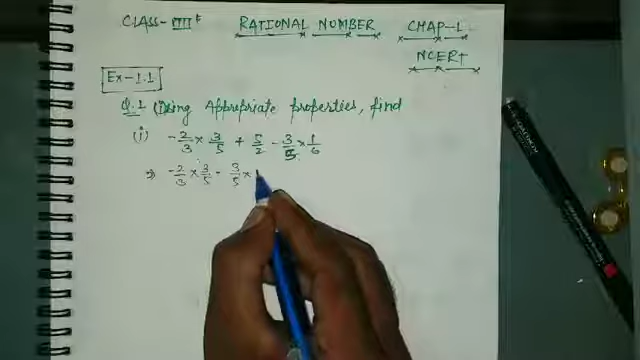 CLASS- VIII RATIONAL NUMBER CHAP-1
NCERT
Ex-1.1
Q.1 Using Appropriate properties, find
(i) -2/3 × 3/5 + 5/2 - 3/5 × 1/6
⇒ -2/3 × 3/5 - 3/5 ×